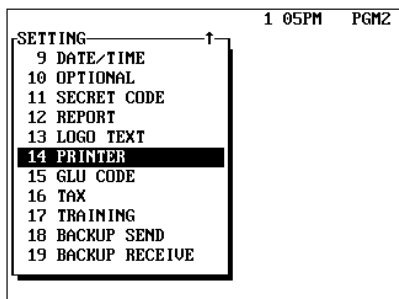 1 05PM PGM2
SETTING ↑
9 DATE/TIME
10 OPTIONAL
11 SECRET CODE
12 REPORT
13 LOGO TEXT
14 PRINTER
15 GLU CODE
16 TAX
17 TRAINING
18 BACKUP SEND
19 BACKUP RECEIVE